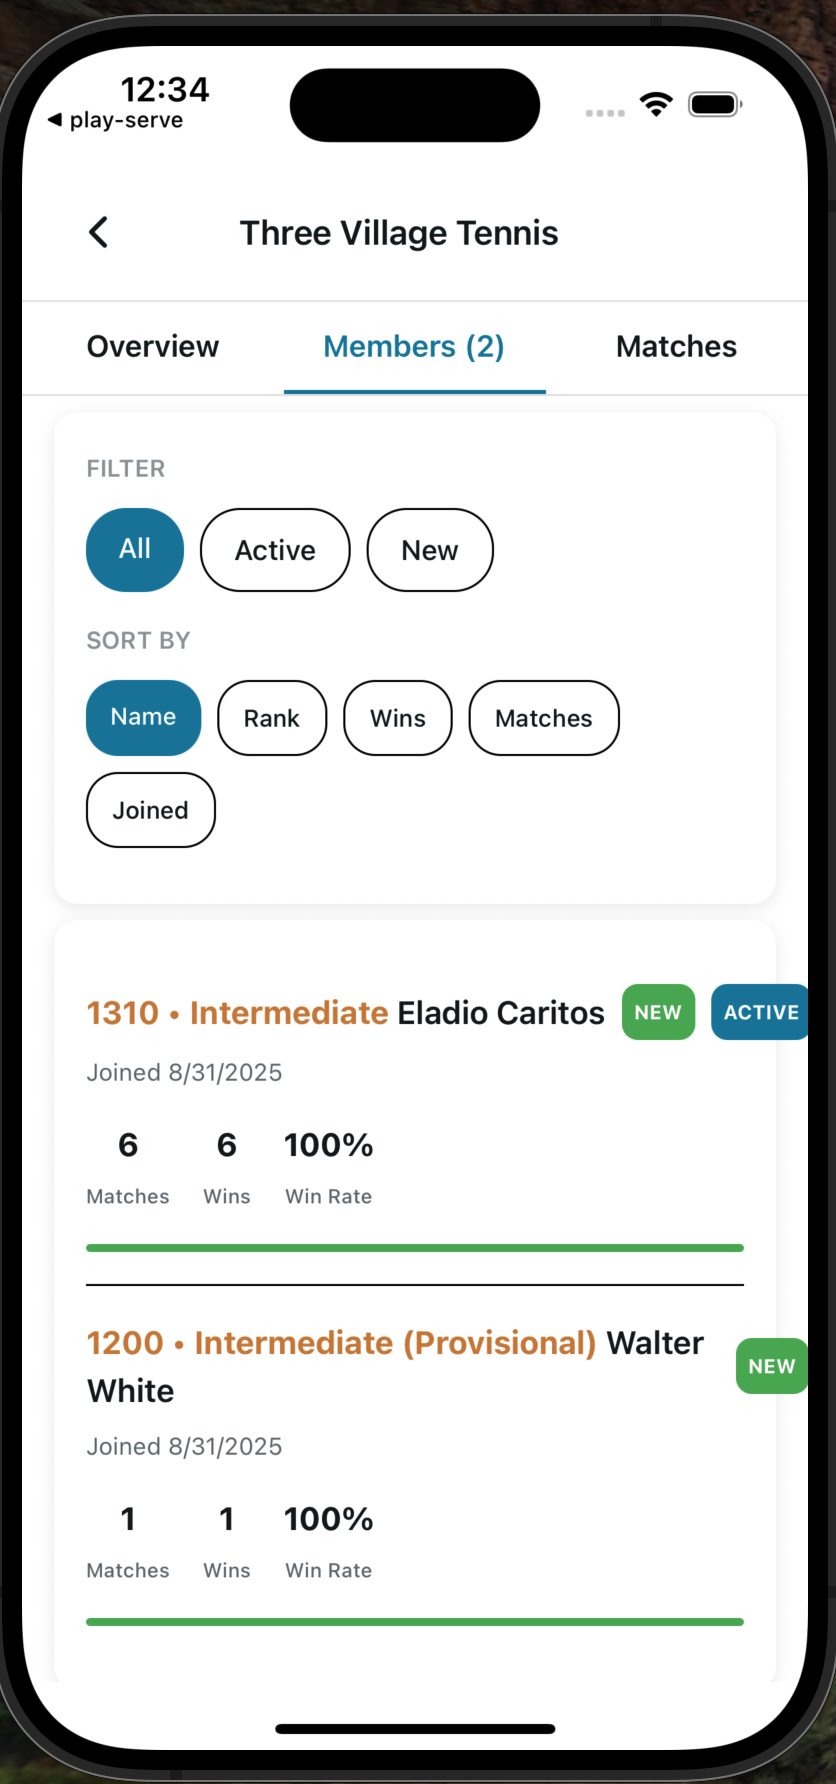 12:34
◀ play-serve
Three Village Tennis
Overview
Members (2)
Matches
FILTER
All
Active
New
SORT BY
Name
Rank
Wins
Matches
Joined
1310 • Intermediate Eladio Caritos
NEW
ACTIVE
Joined 8/31/2025
6
6
100%
Matches
Wins
Win Rate
1200 • Intermediate (Provisional) Walter
White
NEW
Joined 8/31/2025
1
1
100%
Matches
Wins
Win Rate